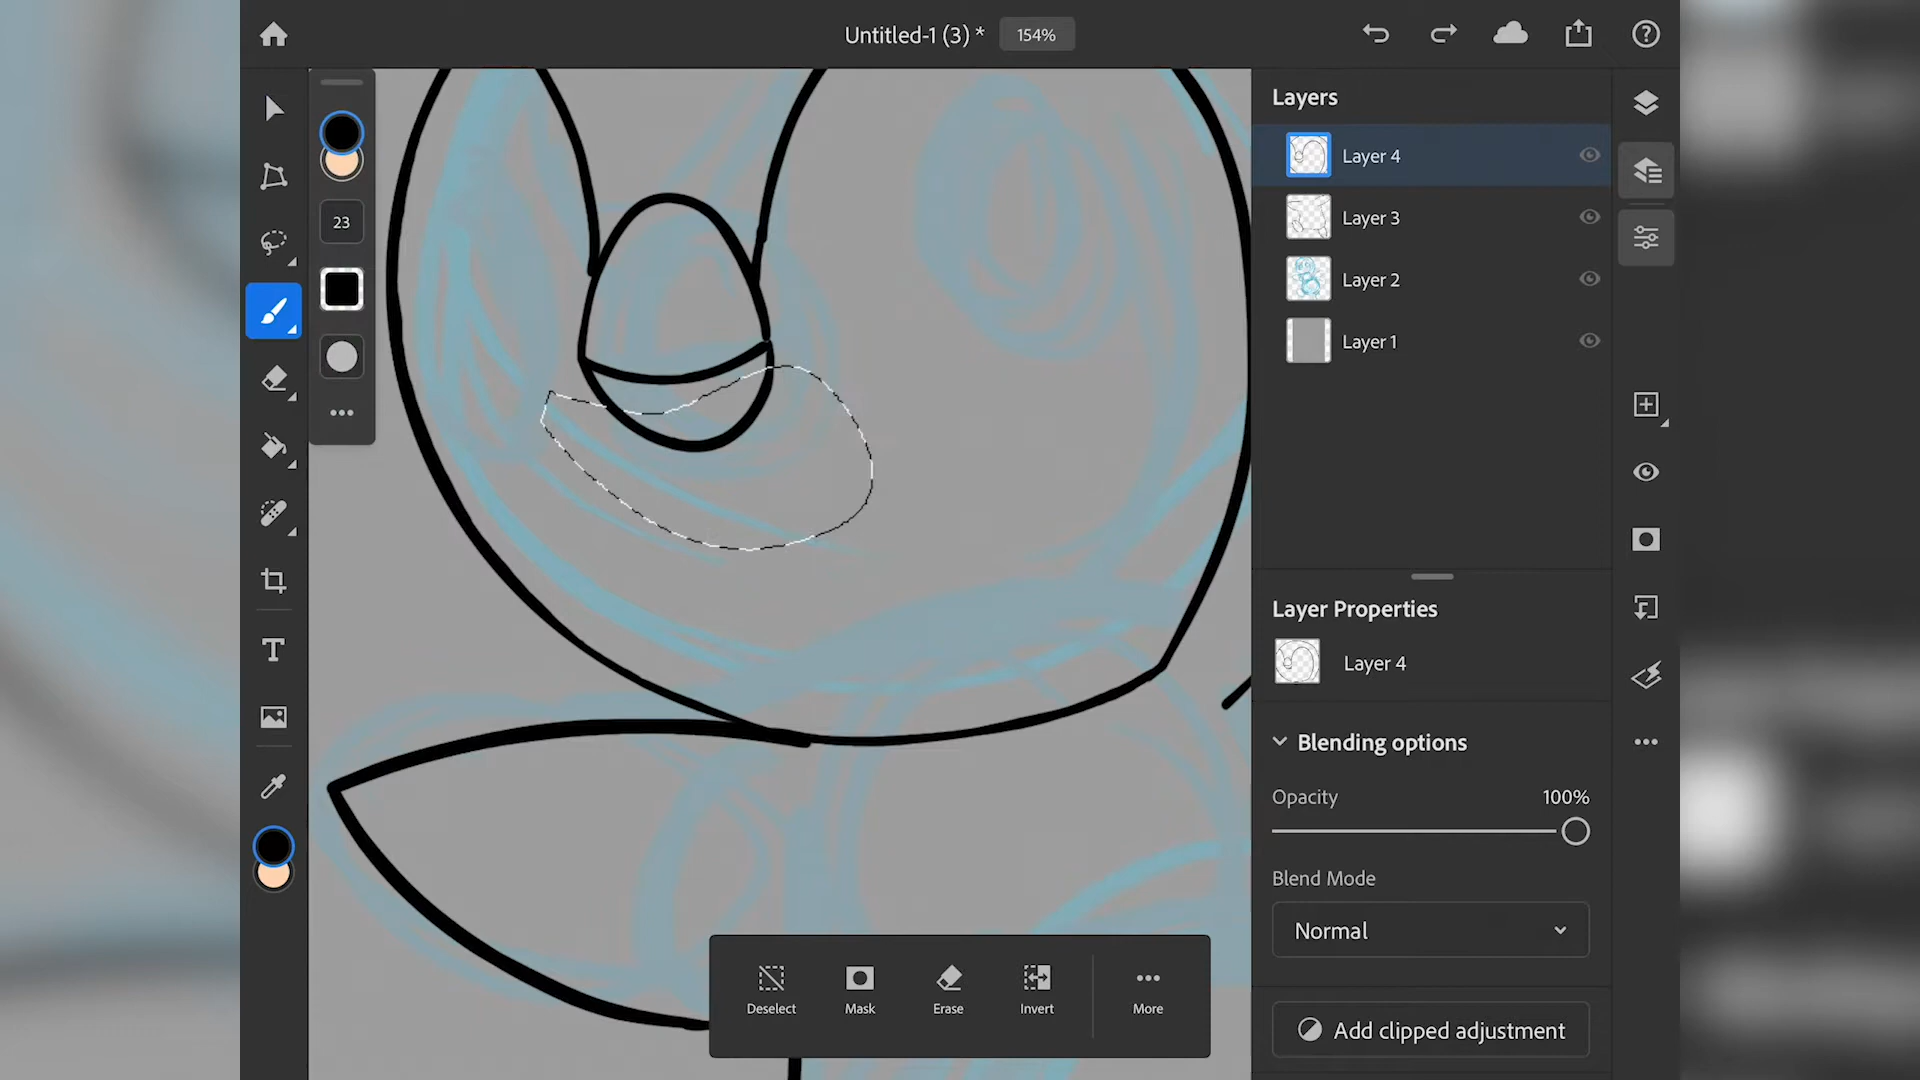 Untitled-1 (3) * 154%
23
Layers
Layer 4
Layer 3
Layer 2
Layer 1
Layer Properties
Layer 4
Blending options
Opacity 100%
Blend Mode
Normal
Add clipped adjustment
Deselect Mask Erase Invert More